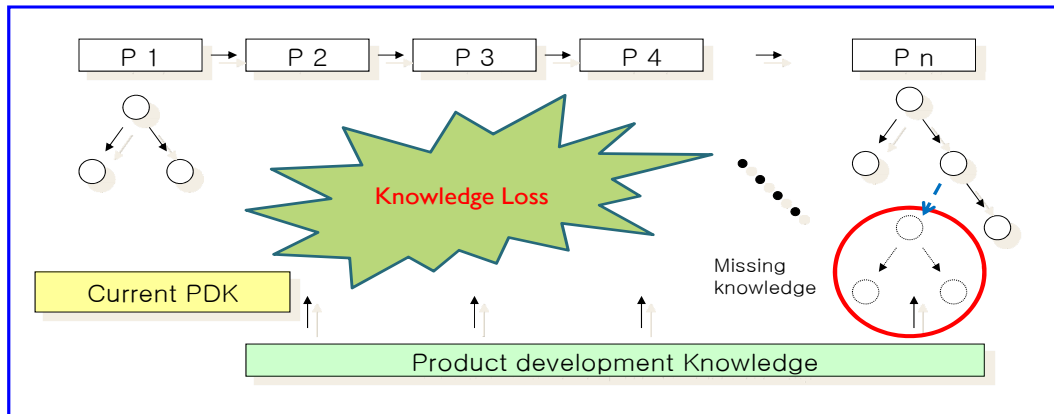 P 1
P 2
P 3
P 4
P n
Knowledge Loss
Missing
knowledge
Current PDK
Product development Knowledge